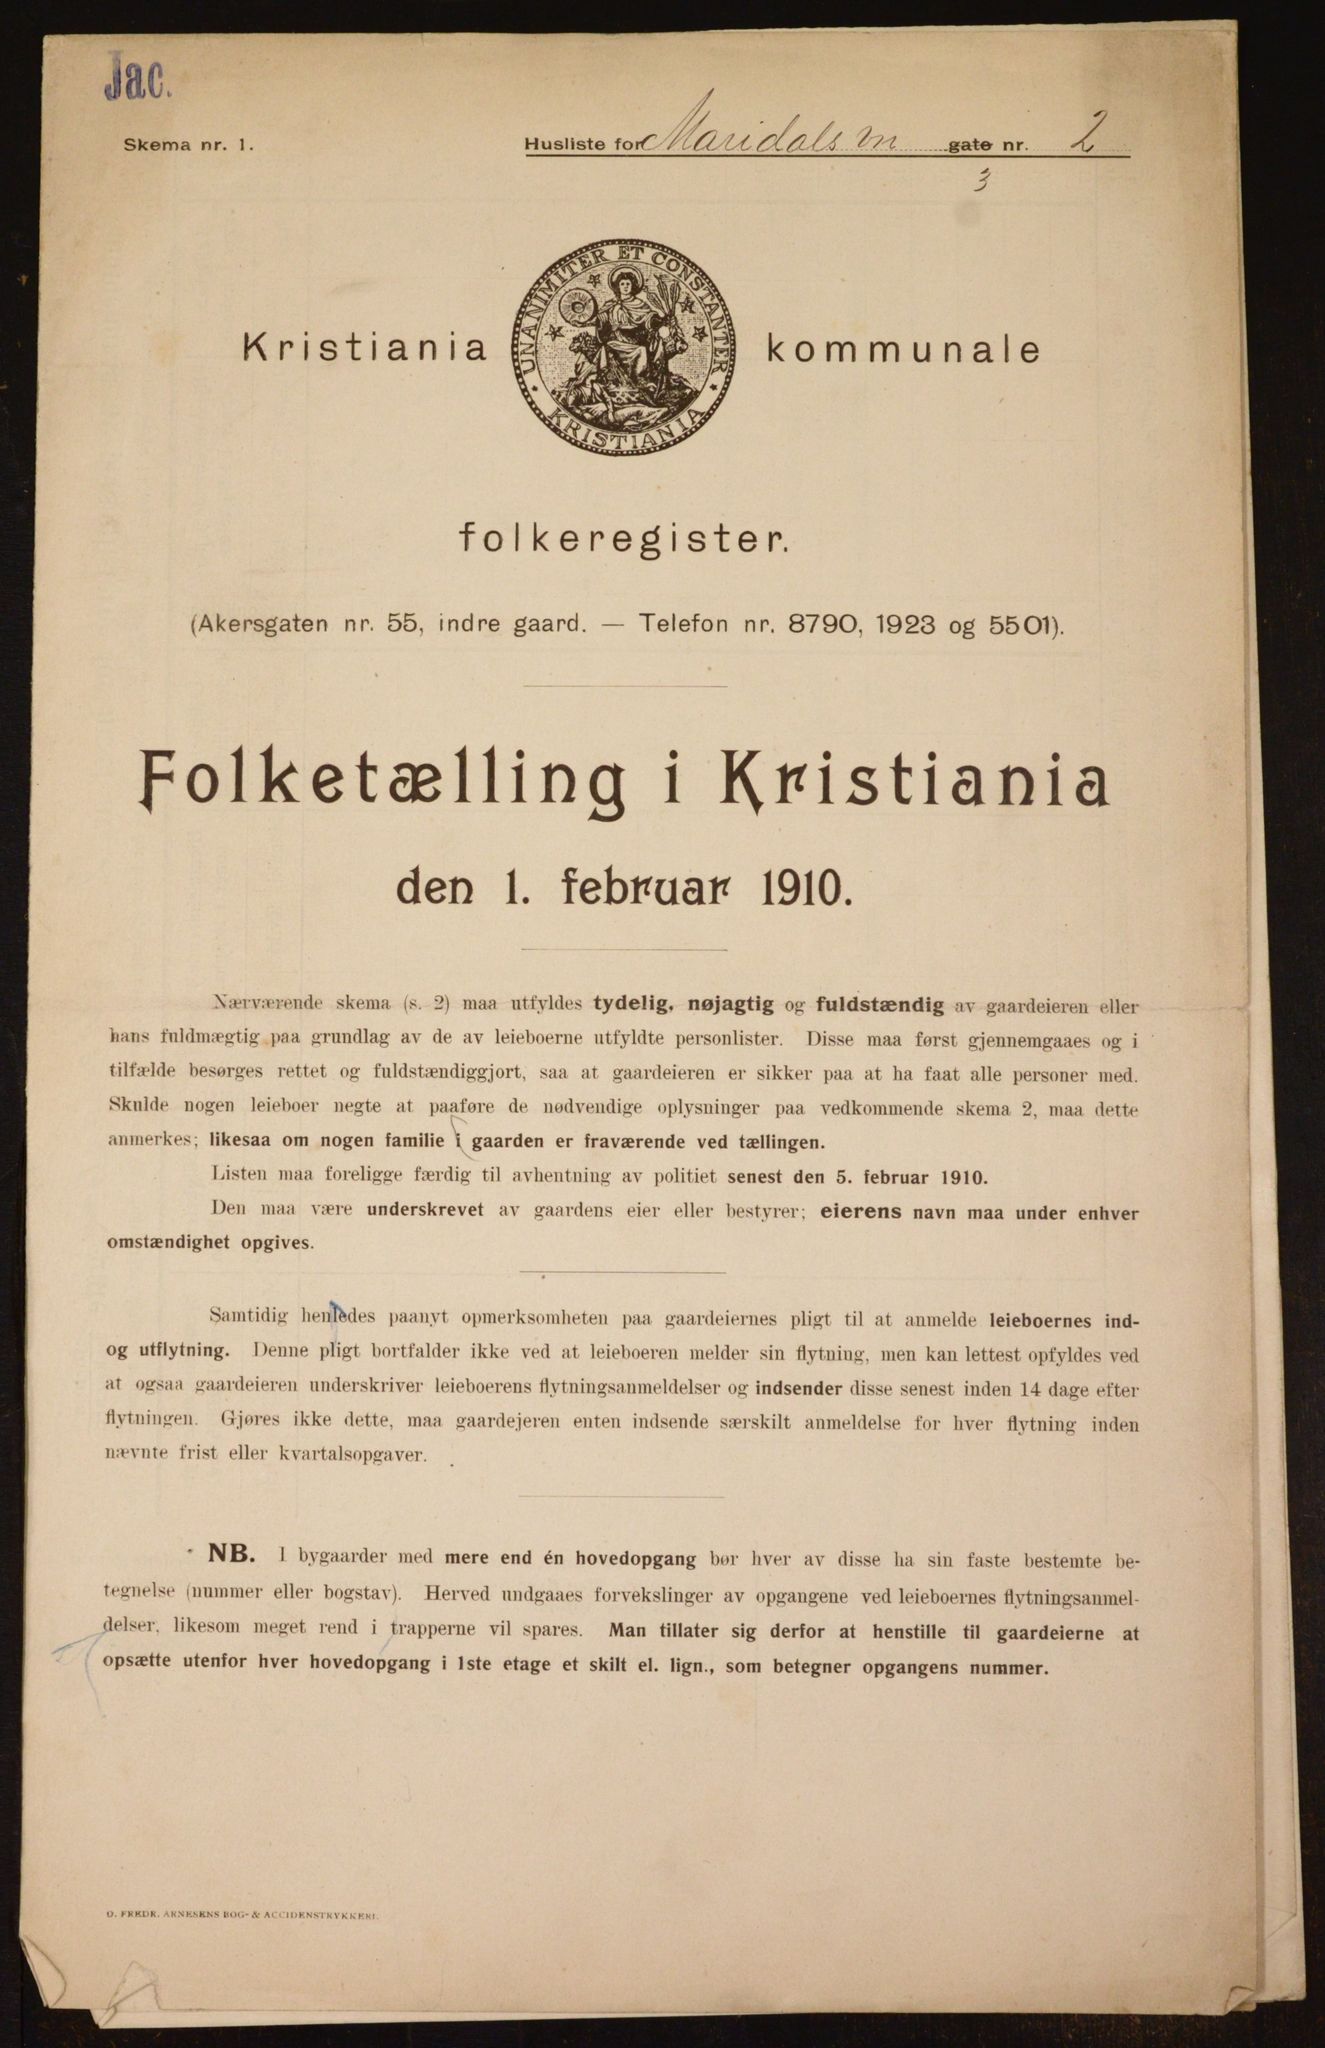 Jac.
Skema nr. 1.
Husliste for Maridalsvn gate nr. 2
3
UNANIMITER ET CONSTANTER
KRISTIANIA
Kristiania kommunale
folkeregister.
(Akersgaten nr. 55, indre gaard. — Telefon nr. 8790, 1923 og 5501).
Folketælling i Kristiania
den 1. februar 1910.
Nærværende skema (s. 2) maa utfyldes tydelig, nøjagtig og fuldstændig av gaardeieren eller
hans fuldmægtig paa grundlag av de av leieboerne utfyldte personlister. Disse maa først gjennemgaaes og i
tilfælde besørges rettet og fuldstændiggjort, saa at gaardeieren er sikker paa at ha faat alle personer med.
Skulde nogen leieboer negte at paaføre de nødvendige oplysninger paa vedkommende skema 2, maa dette
anmerkes; likesaa om nogen familie i gaarden er fraværende ved tællingen.
Listen maa foreligge færdig til avhentning av politiet senest den 5. februar 1910.
Den maa være underskrevet av gaardens eier eller bestyrer; eierens navn maa under enhver
omstændighet opgives.
Samtidig henledes paanyt opmerksomheten paa gaardeiernes pligt til at anmelde leieboernes ind-
og utflytning. Denne pligt bortfalder ikke ved at leieboeren melder sin flytning, men kan lettest opfyldes ved
at ogsaa gaardeieren underskriver leieboerens flytningsanmeldelser og indsender disse senest inden 14 dage efter
flytningen. Gjøres ikke dette, maa gaardejeren enten indsende særskilt anmeldelse for hver flytning inden
nævnte frist eller kvartalsopgaver.
NB. I bygaarder med mere end én hovedopgang bør hver av disse ha sin faste bestemte be-
tegnelse (nummer eller bogstav). Herved undgaaes forvekslinger av opgangene ved leieboernes flytningsanmel-
delser, likesom meget rend i trapperne vil spares. Man tillater sig derfor at henstille til gaardeierne at
opsætte utenfor hver hovedopgang i 1ste etage et skilt el. lign., som betegner opgangens nummer.
O. FREDR. ARNESENS BOG- & ACCIDENSTRYKKERI.